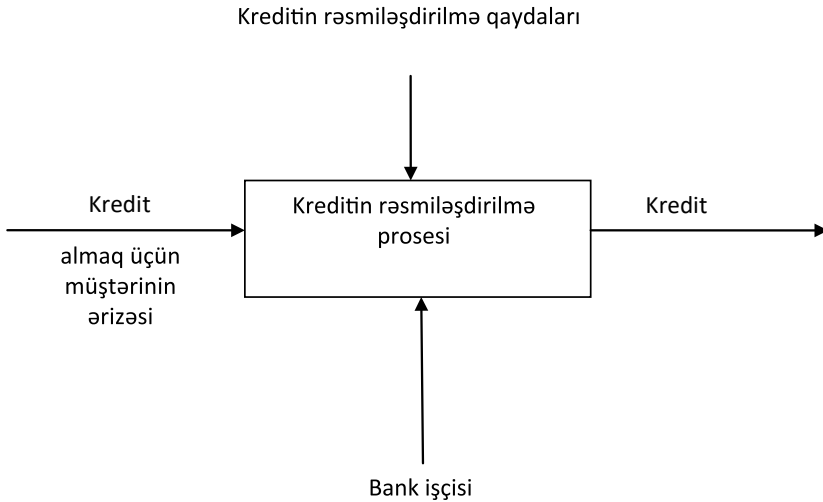 Kreditin rəsmiləşdirilmə qaydaları
Kredit
almaq üçün
müştərinin
ərizəsi
Kreditin rəsmiləşdirilmə
prosesi
Kredit
Bank işçisi